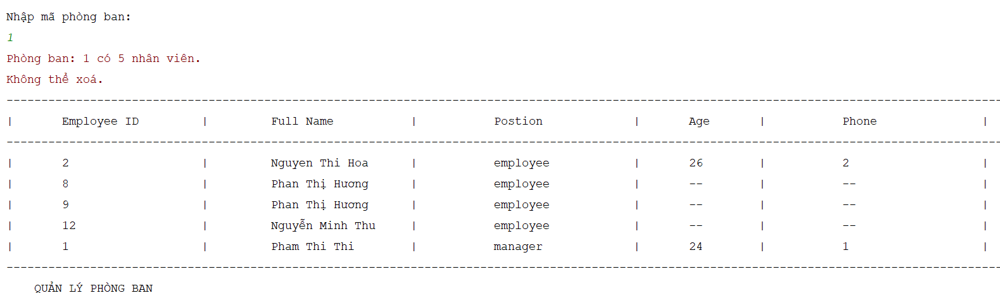 Nhập mã phòng ban:
1
Phòng ban: 1 có 5 nhân viên.
Không thể xoá.
------------------------------------------------------------------------------------------------------------------------------------------------
| Employee ID | Full Name | Postion | Age | Phone |
------------------------------------------------------------------------------------------------------------------------------------------------
| 2 | Nguyen Thi Hoa | employee | 26 | 2 |
| 8 | Phan Thị Hương | employee | -- | -- |
| 9 | Phan Thị Hương | employee | -- | -- |
| 12 | Nguyễn Minh Thu | employee | -- | -- |
| 1 | Pham Thi Thi | manager | 24 | 1 |
------------------------------------------------------------------------------------------------------------------------------------------------
QUẢN LÝ PHÒNG BAN